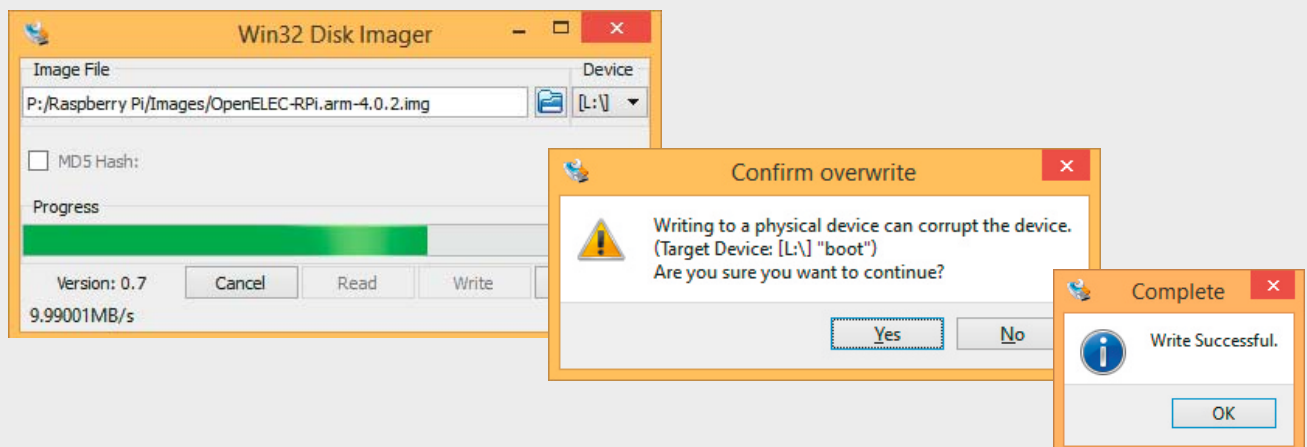 Win32 Disk Imager
Image File
Device
P:/Raspberry Pi/Images/OpenELEC-RPi.arm-4.0.2.img
[L:\]
MD5 Hash:
Progress
Version: 0.7
Cancel
Read
Write
9.99001MB/s
Confirm overwrite
Writing to a physical device can corrupt the device.
(Target Device: [L:\] "boot")
Are you sure you want to continue?
Yes
No
Complete
Write Successful.
OK